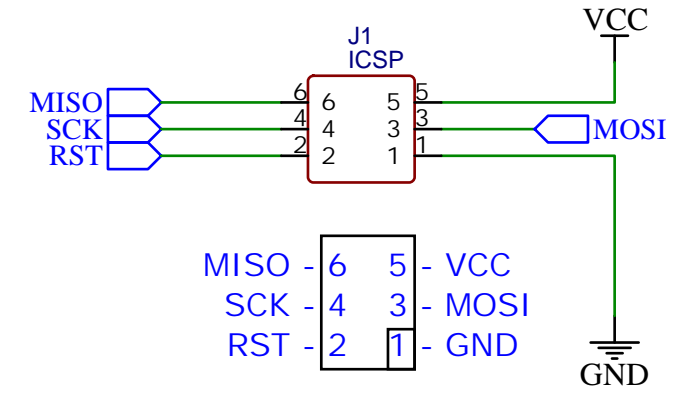 VCC
J1
ICSP
MISO 6 6 5 5
SCK 4 4 3 3 MOSI
RST 2 2 1 1
MISO - 6 5 - VCC
SCK - 4 3 - MOSI
RST - 2 1 - GND
GND